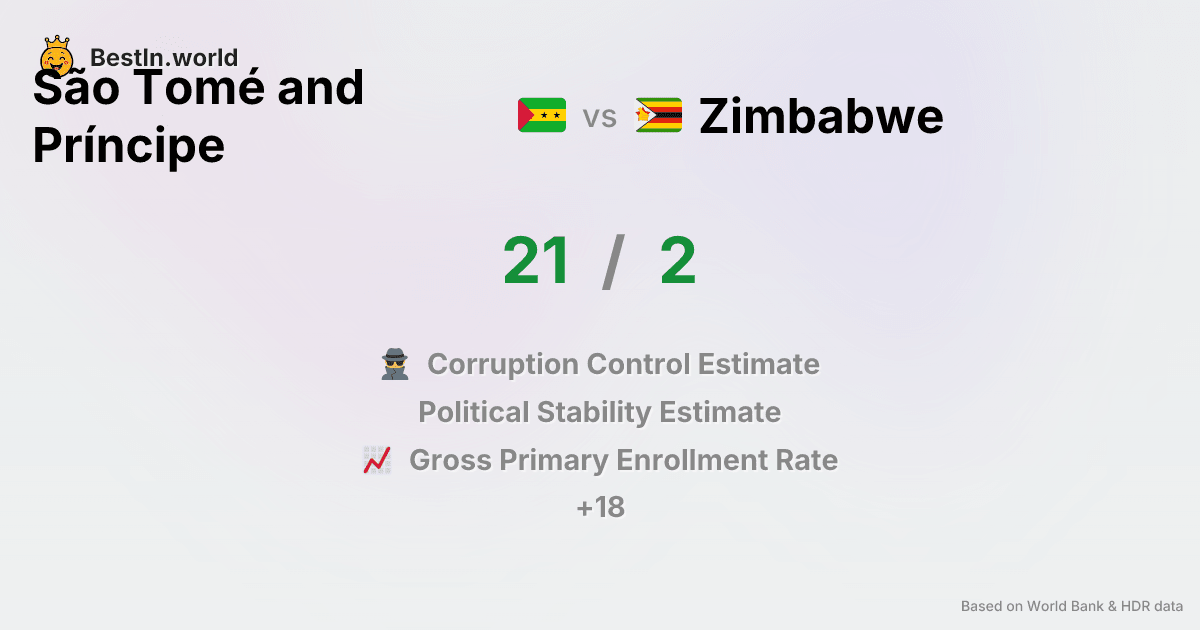 BestIn.world
São Tomé and
Príncipe
vs
Zimbabwe
21 / 2
Corruption Control Estimate
Political Stability Estimate
Gross Primary Enrollment Rate
+18
Based on World Bank & HDR data